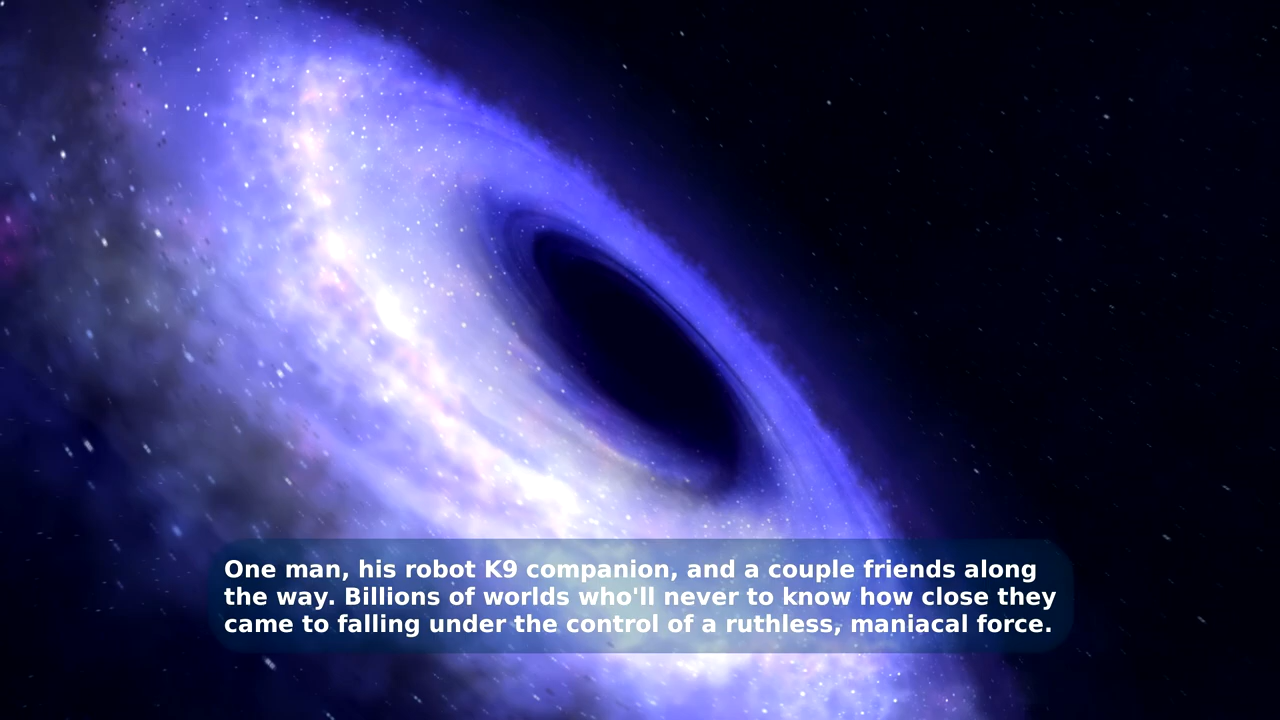 One man, his robot K9 companion, and a couple friends along
the way. Billions of worlds who'll never to know how close they
came to falling under the control of a ruthless, maniacal force.